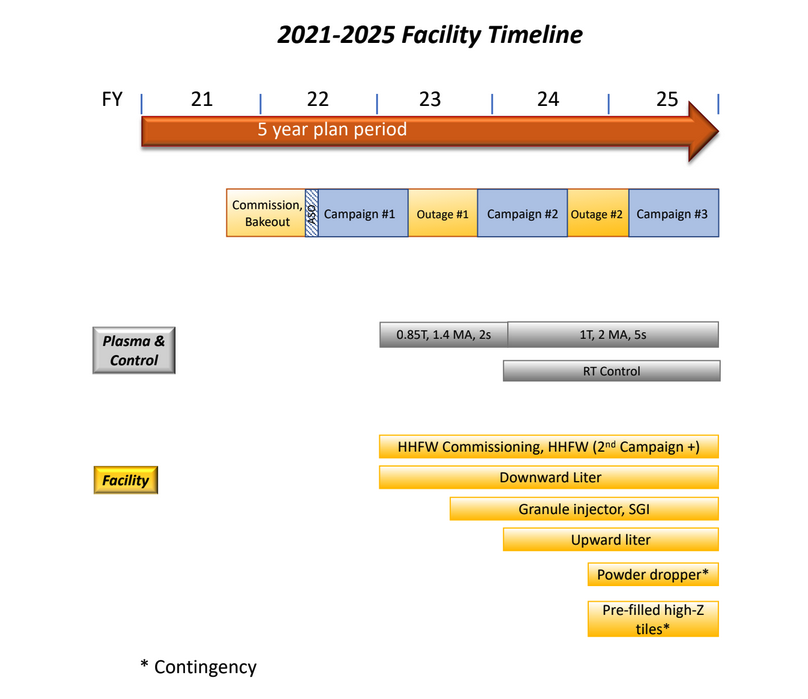 2021-2025 Facility Timeline
FY 21 22 23 24 25
5 year plan period
Commission,
Bakeout
ASO
Campaign #1
Outage #1
Campaign #2
Outage #2
Campaign #3
Plasma &
Control
0.85T, 1.4 MA, 2s
1T, 2 MA, 5s
RT Control
HHFW Commissioning, HHFW (2nd Campaign +)
Facility
Downward Liter
Granule injector, SGI
Upward liter
Powder dropper*
Pre-filled high-Z
tiles*
* Contingency